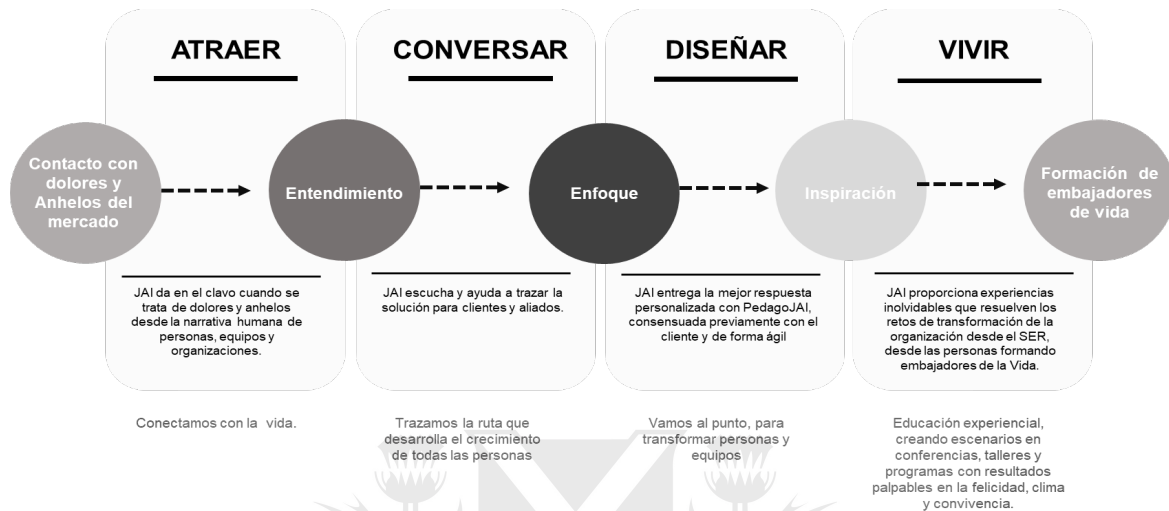 ATRAER
CONVERSAR
DISEÑAR
VIVIR
Contacto con
dolores y
Anhelos del
mercado
Entendimiento
Enfoque
Inspiración
Formación de
embajadores
de vida
JAI da en el clavo cuando se
trata de dolores y anhelos
desde la narrativa humana de
personas, equipos y
organizaciones.
JAI escucha y ayuda a trazar la
solución para clientes y aliados.
JAI entrega la mejor respuesta
personalizada con PedagoJAI,
consensuada previamente con el
cliente y de forma ágil
JAI proporciona experiencias
inolvidables que resuelven los
retos de transformación de la
organización desde el SER,
desde las personas formando
embajadores de la Vida.
Conectamos con la vida.
Trazamos la ruta que
desarrolla el crecimiento
de todas las personas
Vamos al punto, para
transformar personas y
equipos
Educación experiencial,
creando escenarios en
conferencias, talleres y
programas con resultados
palpables en la felicidad, clima
y convivencia.